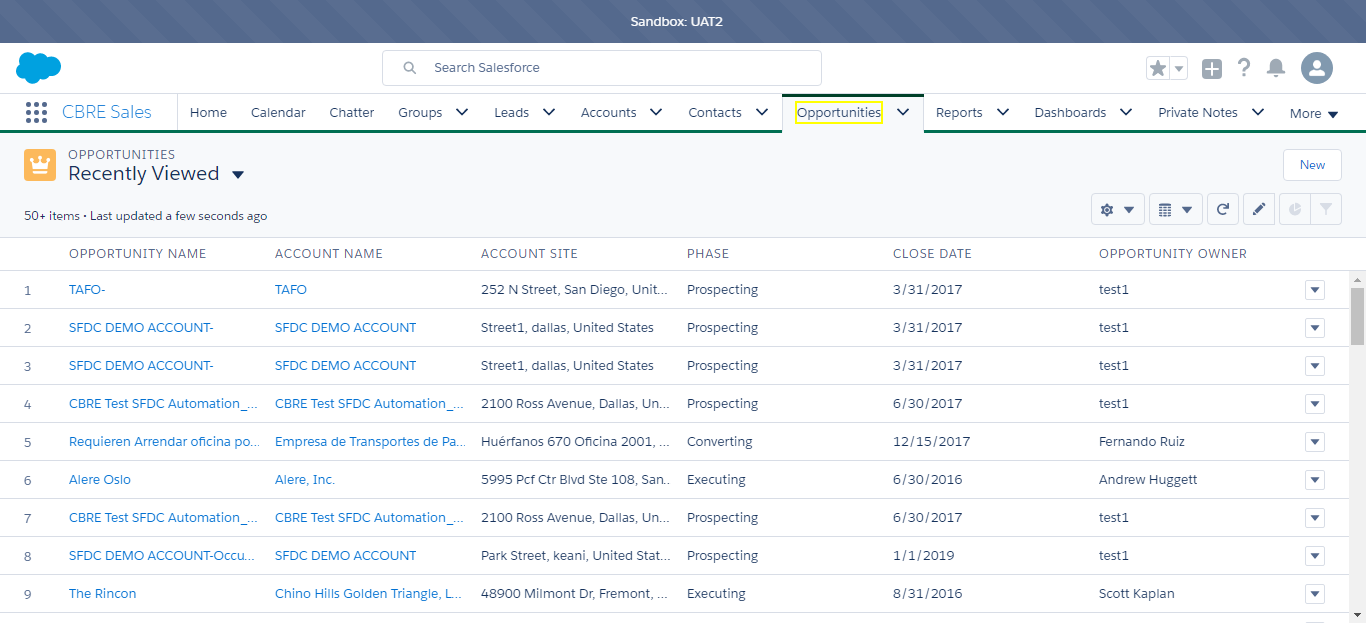 Sandbox: UAT2
Search Salesforce
CBRE Sales Home Calendar Chatter Groups Leads Accounts Contacts Opportunities Reports Dashboards Private Notes More
OPPORTUNITIES
Recently Viewed
New
50+ items • Last updated a few seconds ago
OPPORTUNITY NAME ACCOUNT NAME ACCOUNT SITE PHASE CLOSE DATE OPPORTUNITY OWNER
1 TAFO- TAFO 252 N Street, San Diego, Unit... Prospecting 3/31/2017 test1
2 SFDC DEMO ACCOUNT- SFDC DEMO ACCOUNT Street1, dallas, United States Prospecting 3/31/2017 test1
3 SFDC DEMO ACCOUNT- SFDC DEMO ACCOUNT Street1, dallas, United States Prospecting 3/31/2017 test1
4 CBRE Test SFDC Automation_... CBRE Test SFDC Automation_... 2100 Ross Avenue, Dallas, Un... Prospecting 6/30/2017 test1
5 Requieren Arrendar oficina po... Empresa de Transportes de Pa... Huérfanos 670 Oficina 2001, ... Converting 12/15/2017 Fernando Ruiz
6 Alere Oslo Alere, Inc. 5995 Pcf Ctr Blvd Ste 108, San.. Executing 6/30/2016 Andrew Huggett
7 CBRE Test SFDC Automation_... CBRE Test SFDC Automation_... 2100 Ross Avenue, Dallas, Un... Prospecting 6/30/2017 test1
8 SFDC DEMO ACCOUNT-Occu... SFDC DEMO ACCOUNT Park Street, keani, United Stat... Prospecting 1/1/2019 test1
9 The Rincon Chino Hills Golden Triangle, L... 48900 Milmont Dr, Fremont, ... Executing 8/31/2016 Scott Kaplan